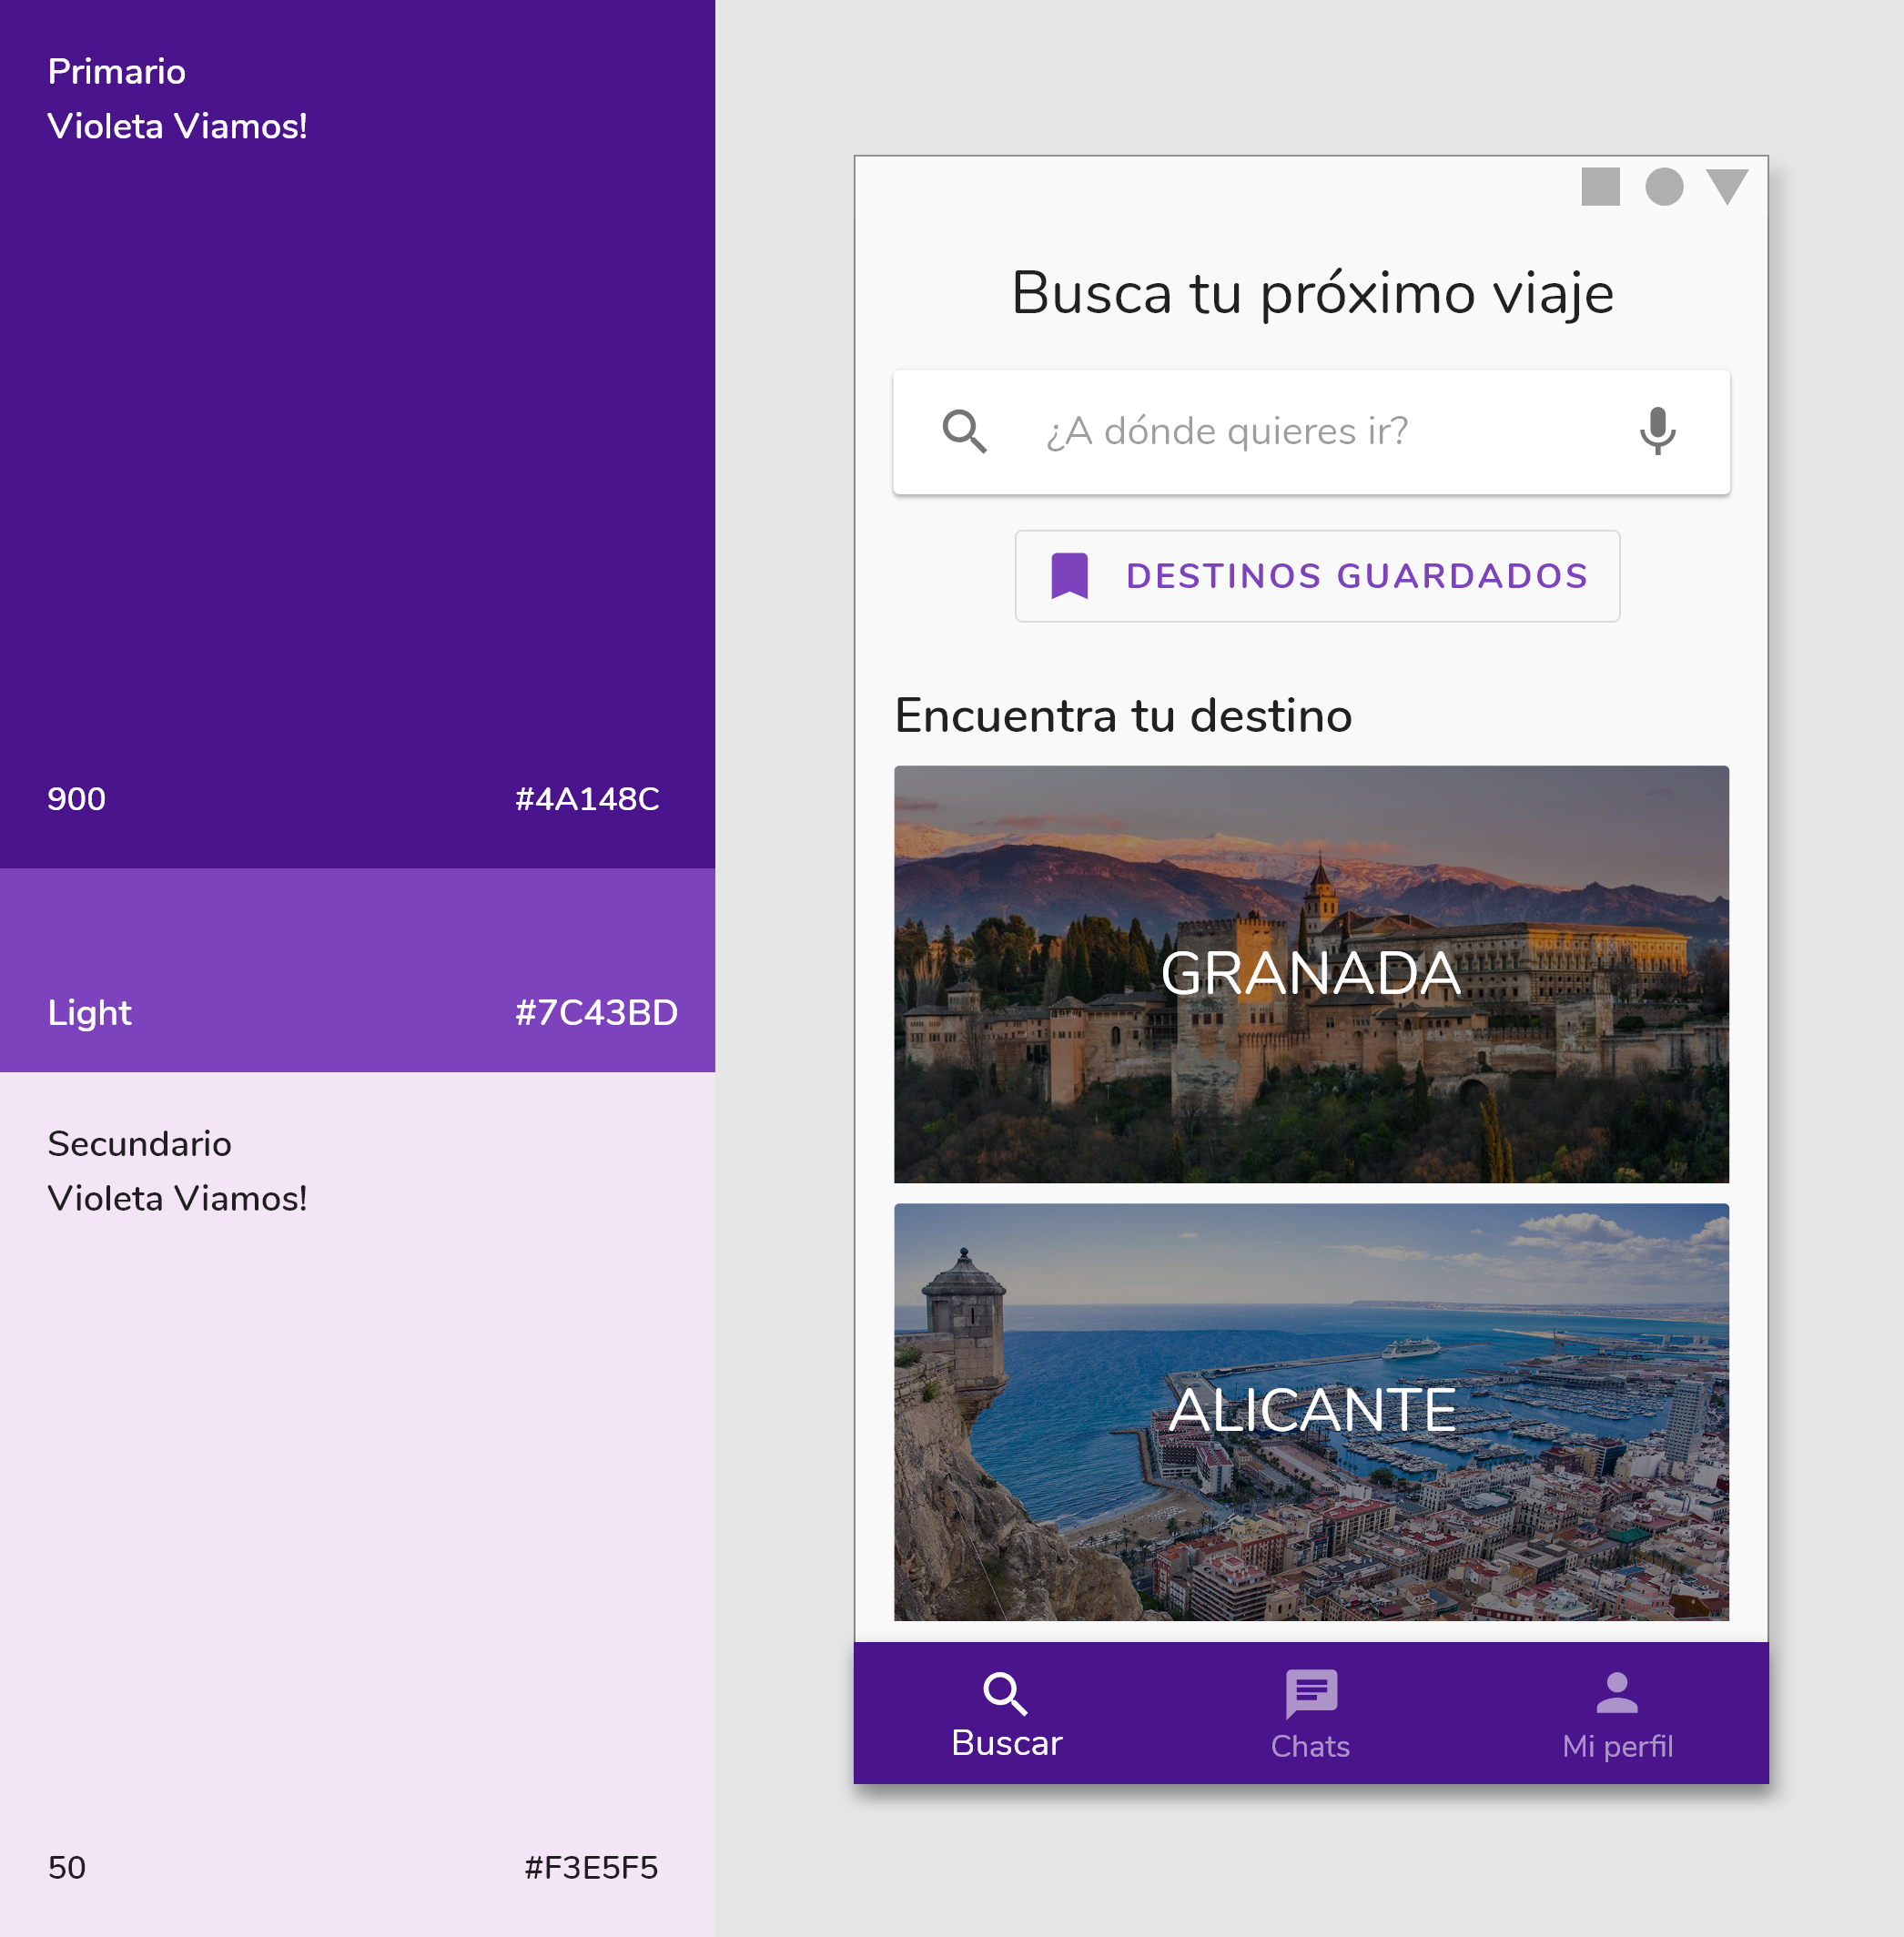 Primario
Violeta Viamos!
900 #4A148C
Light #7C43BD
Secundario
Violeta Viamos!
50 #F3E5F5
Busca tu próximo viaje
¿A dónde quieres ir?
DESTINOS GUARDADOS
Encuentra tu destino
GRANADA
ALICANTE
Buscar Chats Mi perfil